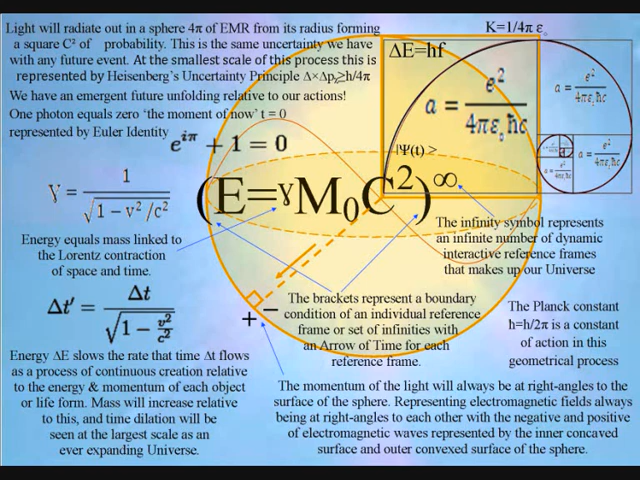 Light will radiate out in a sphere 4π of EMR from its radius forming
a square C² of probability. This is the same uncertainty we have
with any future event. At the smallest scale of this process this is
represented by Heisenberg's Uncertainty Principle Δ×Δpₓ≥h/4π
We have an emergent future unfolding relative to our actions!
One photon equals zero 'the moment of now' t = 0
represented by Euler Identity
e^iπ + 1 = 0
K=1/4π ε₀
ΔE=hf
a = e² / 4πε₀ħc
a = e² / 4πε₀ħc
a = e² / 4πε₀ħc
|Ψ(t) >
γ = 1 / √1 − v²/c²
(E=γM₀C²)∞
Energy equals mass linked to
the Lorentz contraction
of space and time.
The infinity symbol represents
an infinite number of dynamic
interactive reference frames
that makes up our Universe
Δt' = Δt / √1 − v²/c²
+ −
The brackets represent a boundary
condition of an individual reference
frame or set of infinities with
an Arrow of Time for each
reference frame.
The Planck constant
h=h/2π is a constant
of action in this
geometrical process
Energy ΔE slows the rate that time Δt flows
as a process of continuous creation relative
to the energy & momentum of each object
or life form. Mass will increase relative
to this, and time dilation will be
seen at the largest scale as an
ever expanding Universe.
The momentum of the light will always be at right-angles to the
surface of the sphere. Representing electromagnetic fields always
being at right-angles to each other with the negative and positive
of electromagnetic waves represented by the inner concaved
surface and outer convexed surface of the sphere.